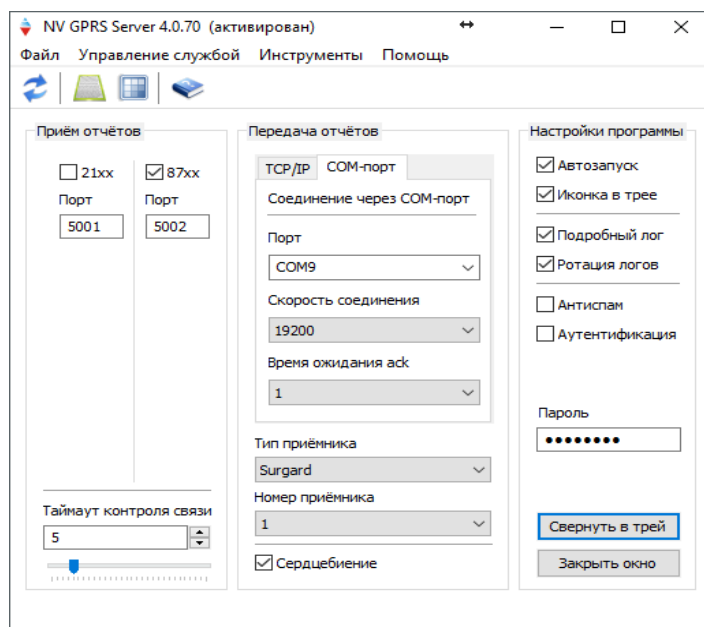 NV GPRS Server 4.0.70 (активирован)
Файл Управление службой Инструменты Помощь
Приём отчётов
21xx 87xx
Порт Порт
5001 5002
Таймаут контроля связи
5
Передача отчётов
TCP/IP COM-порт
Соединение через COM-порт
Порт
COM9
Скорость соединения
19200
Время ожидания ack
1
Тип приёмника
Surgard
Номер приёмника
1
Сердцебиение
Настройки программы
Автозапуск
Иконка в трее
Подробный лог
Ротация логов
Антиспам
Аутентификация
Пароль
••••••••
Свернуть в трей
Закрыть окно